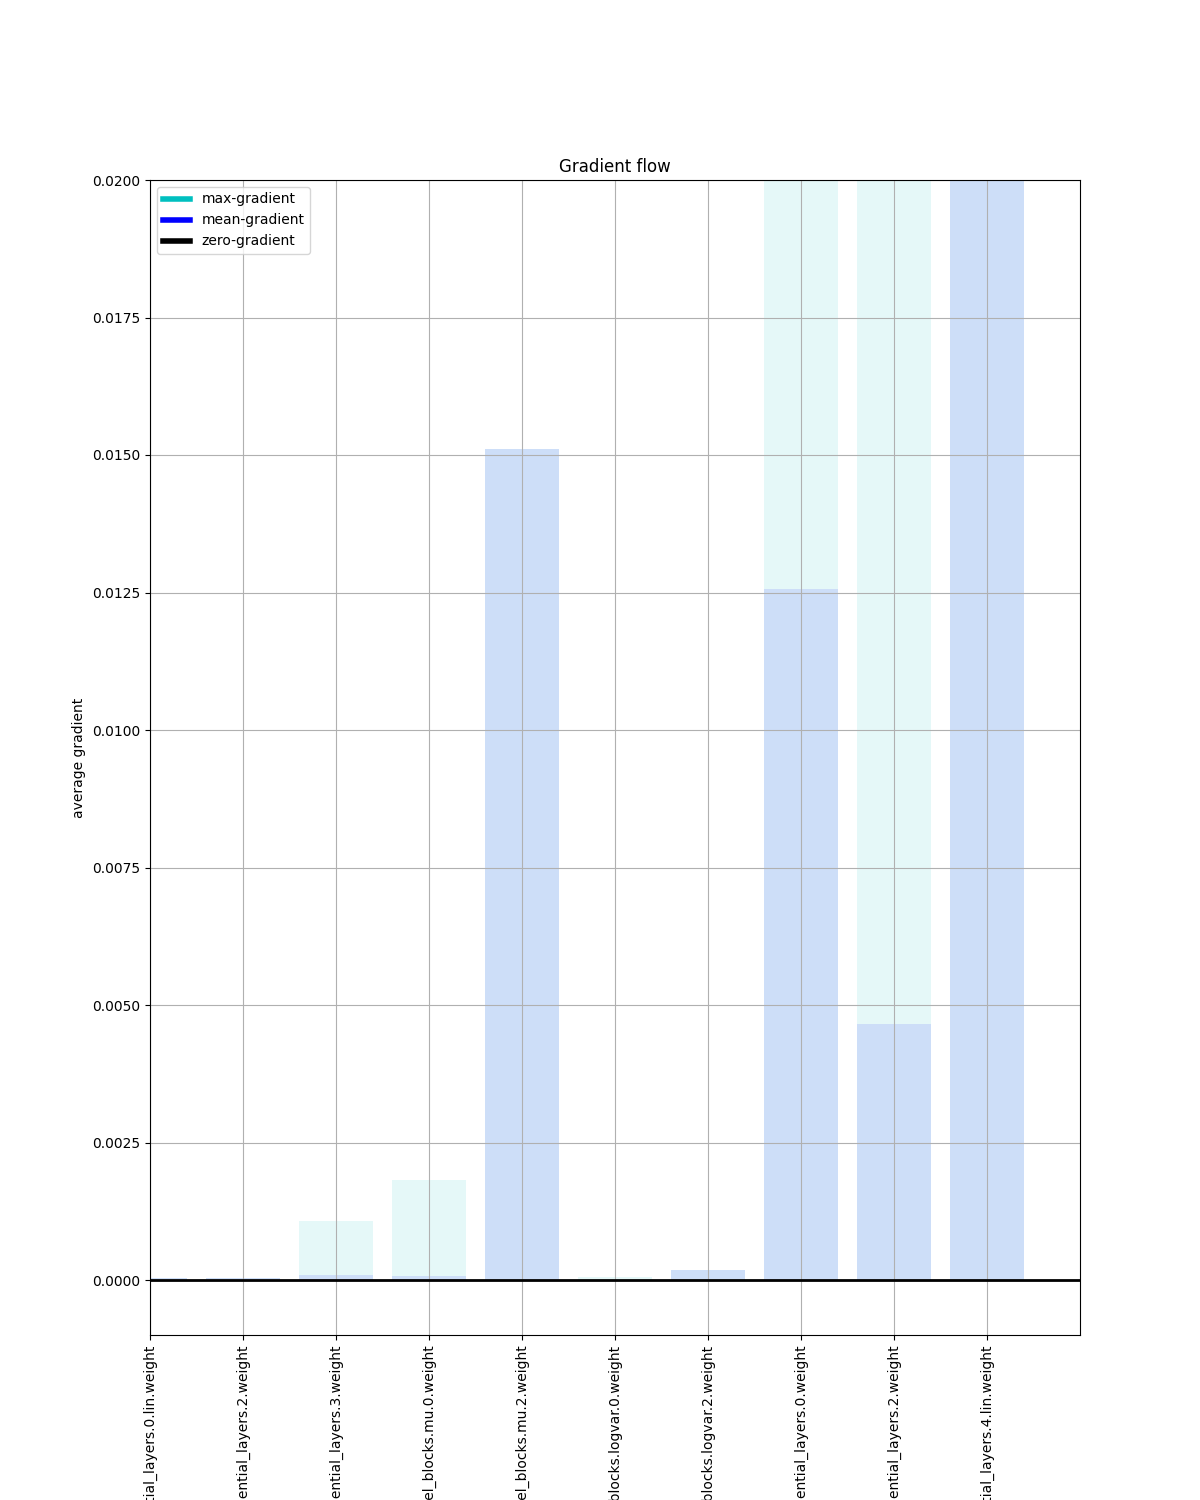 Gradient flow
max-gradient
mean-gradient
zero-gradient
0.0200
0.0175
0.0150
0.0125
0.0100
0.0075
0.0050
0.0025
0.0000
average gradient
tial_layers.0.lin.weight
ential_layers.2.weight
ential_layers.3.weight
el_blocks.mu.0.weight
el_blocks.mu.2.weight
blocks.logvar.0.weight
blocks.logvar.2.weight
ential_layers.0.weight
ential_layers.2.weight
tial_layers.4.lin.weight